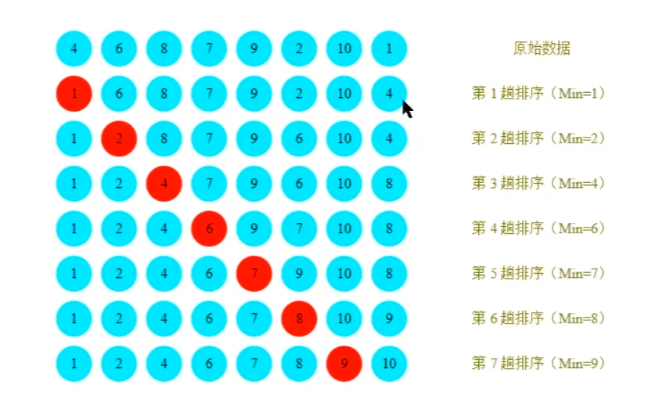 4 6 8 7 9 2 10 1 原始数据
1 6 8 7 9 2 10 4 第 1 趟排序（Min=1）
1 2 8 7 9 6 10 4 第 2 趟排序（Min=2）
1 2 4 7 9 6 10 8 第 3 趟排序（Min=4）
1 2 4 6 9 7 10 8 第 4 趟排序（Min=6）
1 2 4 6 7 9 10 8 第 5 趟排序（Min=7）
1 2 4 6 7 8 10 9 第 6 趟排序（Min=8）
1 2 4 6 7 8 9 10 第 7 趟排序（Min=9）